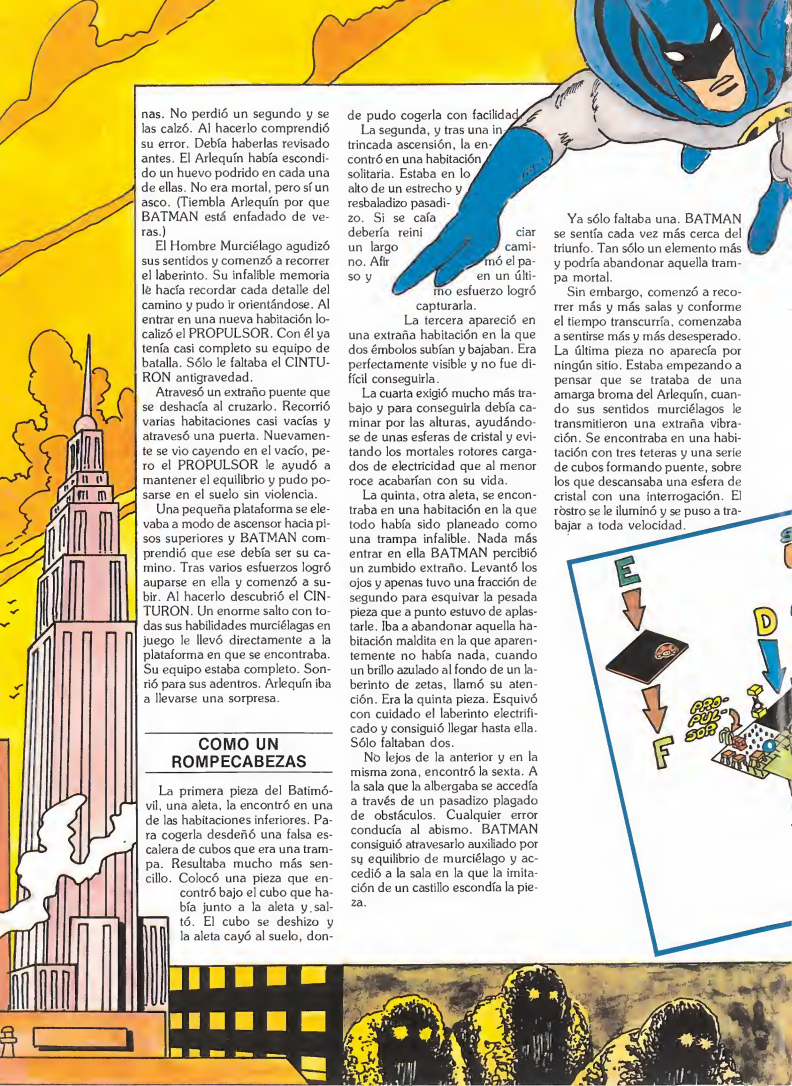 nas. No perdió un segundo y se
las calzó. Al hacerlo comprendió
su error. Debía haberlas revisado
antes. El Arlequín había escondi-
do un huevo podrido en cada una
de ellas. No era mortal, pero sí un
asco. (Tiembla Arlequín por que
BATMAN está enfadado de ve-
ras.)
El Hombre Murciélago agudizó
sus sentidos y comenzó a recorrer
el laberinto. Su infalible memoria
le hacía recordar cada detalle del
camino y pudo ir orientándose. Al
entrar en una nueva habitación lo-
calizó el PROPULSOR. Con él ya
tenía casi completo su equipo de
batalla. Sólo le faltaba el CINTU-
RON antigravedad.
Atravesó un extraño puente que
se deshacía al cruzarlo. Recorrió
varias habitaciones casi vacías y
atravesó una puerta. Nuevamen-
te se vio cayendo en el vacío, pe-
ro el PROPULSOR le ayudó a
mantener el equilibrio y pudo po-
sarse en el suelo sin violencia.
Una pequeña plataforma se ele-
vaba a modo de ascensor hacia pi-
sos superiores y BATMAN com-
prendió que ese debía ser su ca-
mino. Tras varios esfuerzos logró
auparse en ella y comenzó a su-
bir. Al hacerlo descubrió el CIN-
TURON. Un enorme salto con to-
das sus habilidades murciélagas en
juego le llevó directamente a la
plataforma en que se encontraba.
Su equipo estaba completo. Son-
rió para sus adentros. Arlequín iba
a llevarse una sorpresa.
COMO UN
ROMPECABEZAS
La primera pieza del Batimó-
vil, una aleta, la encontró en una
de las habitaciones inferiores. Pa-
ra cogerla desdeñó una falsa es-
calera de cubos que era una tram-
pa. Resultaba mucho más sen-
cillo. Colocó una pieza que en-
contró bajo el cubo que ha-
bía junto a la aleta y sal-
tó. El cubo se deshizo y
la aleta cayó al suelo, don-
de pudo cogerla con facilidad
La segunda, y tras una in
trincada ascensión, la en-
contró en una habitación
solitaria. Estaba en lo
alto de un estrecho y
resbaladizo pasadi-
zo. Si se caía
debería reini ciar
un largo cami-
no. Afir mó el pa-
so y en un últi-
mo esfuerzo logró
capturarla.
La tercera apareció en
una extraña habitación en la que
dos émbolos subían y bajaban. Era
perfectamente visible y no fue di-
fícil conseguirla.
La cuarta exigió mucho más tra-
bajo y para conseguirla debía ca-
minar por las alturas, ayudándo-
se de unas esferas de cristal y evi-
tando los mortales rotores carga-
dos de electricidad que al menor
roce acabarían con su vida.
La quinta, otra aleta, se encon-
traba en una habitación en la que
todo había sido planeado como
una trampa infalible. Nada más
entrar en ella BATMAN percibió
un zumbido extraño. Levantó los
ojos y apenas tuvo una fracción de
segundo para esquivar la pesada
pieza que a punto estuvo de aplas-
tarle. Iba a abandonar aquella ha-
bitación maldita en la que aparen-
temente no había nada, cuando
un brillo azulado al fondo de un la-
berinto de zetas, llamó su aten-
ción. Era la quinta pieza. Esquivó
con cuidado el laberinto electrifi-
cado y consiguió llegar hasta ella.
Sólo faltaban dos.
No lejos de la anterior y en la
misma zona, encontró la sexta. A
la sala que la albergaba se accedía
a través de un pasadizo plagado
de obstáculos. Cualquier error
conducía al abismo. BATMAN
consiguió atravesarlo auxiliado por
su equilibrio de murciélago y ac-
cedió a la sala en la que la imita-
ción de un castillo escondía la pie-
za.
Ya sólo faltaba una. BATMAN
se sentía cada vez más cerca del
triunfo. Tan sólo un elemento más
y podría abandonar aquella tram-
pa mortal.
Sin embargo, comenzó a reco-
rrer más y más salas y conforme
el tiempo transcurría, comenzaba
a sentirse más y más desesperado.
La última pieza no aparecía por
ningún sitio. Estaba empezando a
pensar que se trataba de una
amarga broma del Arlequín, cuan-
do sus sentidos murciélagos le
transmitieron una extraña vibra-
ción. Se encontraba en una habi-
tación con tres teteras y una serie
de cubos formando puente, sobre
los que descansaba una esfera de
cristal con una interrogación. El
rostro se le iluminó y se puso a tra-
bajar a toda velocidad.
E
D
PRO-
PUL-
SOR
F